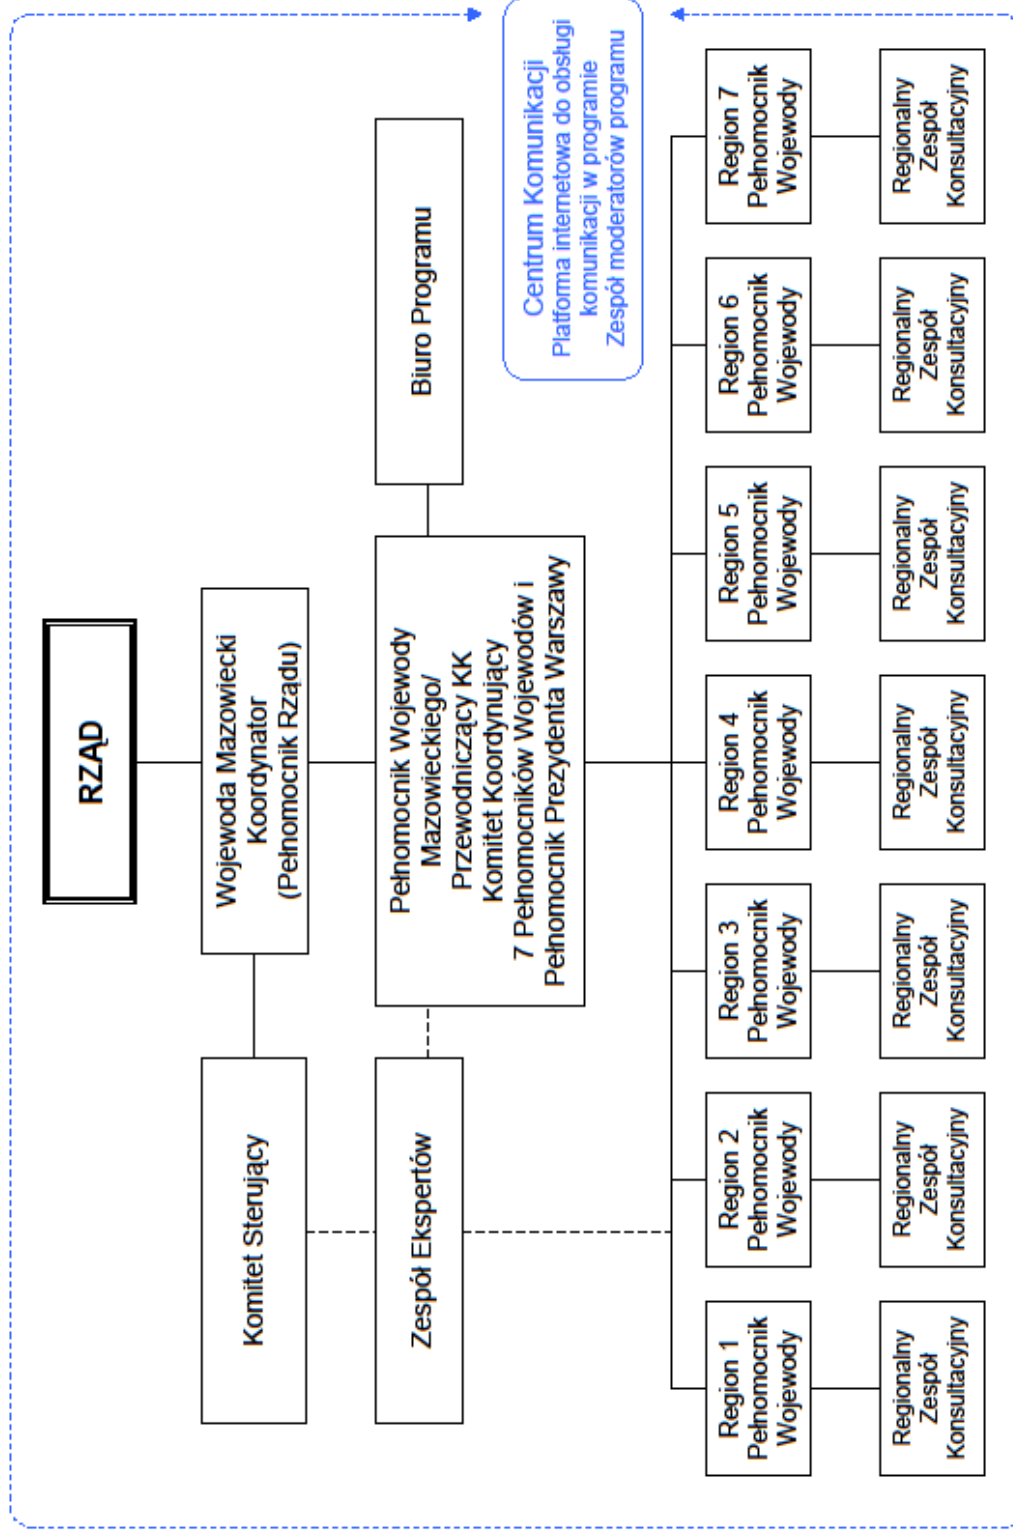 RZĄD
Komitet Sterujący
Wojewoda Mazowiecki
Koordynator
(Pełnomocnik Rządu)
Zespół Ekspertów
Pełnomocnik Wojewody
Mazowieckiego/
Przewodniczący KK
Komitet Koordynujący
7 Pełnomocników Wojewodów i
Pełnomocnik Prezydenta Warszawy
Biuro Programu
Centrum Komunikacji
Platforma internetowa do obsługi
komunikacji w programie
Zespół moderatorów programu
Region 1
Pełnomocnik
Wojewody
Region 2
Pełnomocnik
Wojewody
Region 3
Pełnomocnik
Wojewody
Region 4
Pełnomocnik
Wojewody
Region 5
Pełnomocnik
Wojewody
Region 6
Pełnomocnik
Wojewody
Region 7
Pełnomocnik
Wojewody
Regionalny
Zespół
Konsultacyjny
Regionalny
Zespół
Konsultacyjny
Regionalny
Zespół
Konsultacyjny
Regionalny
Zespół
Konsultacyjny
Regionalny
Zespół
Konsultacyjny
Regionalny
Zespół
Konsultacyjny
Regionalny
Zespół
Konsultacyjny